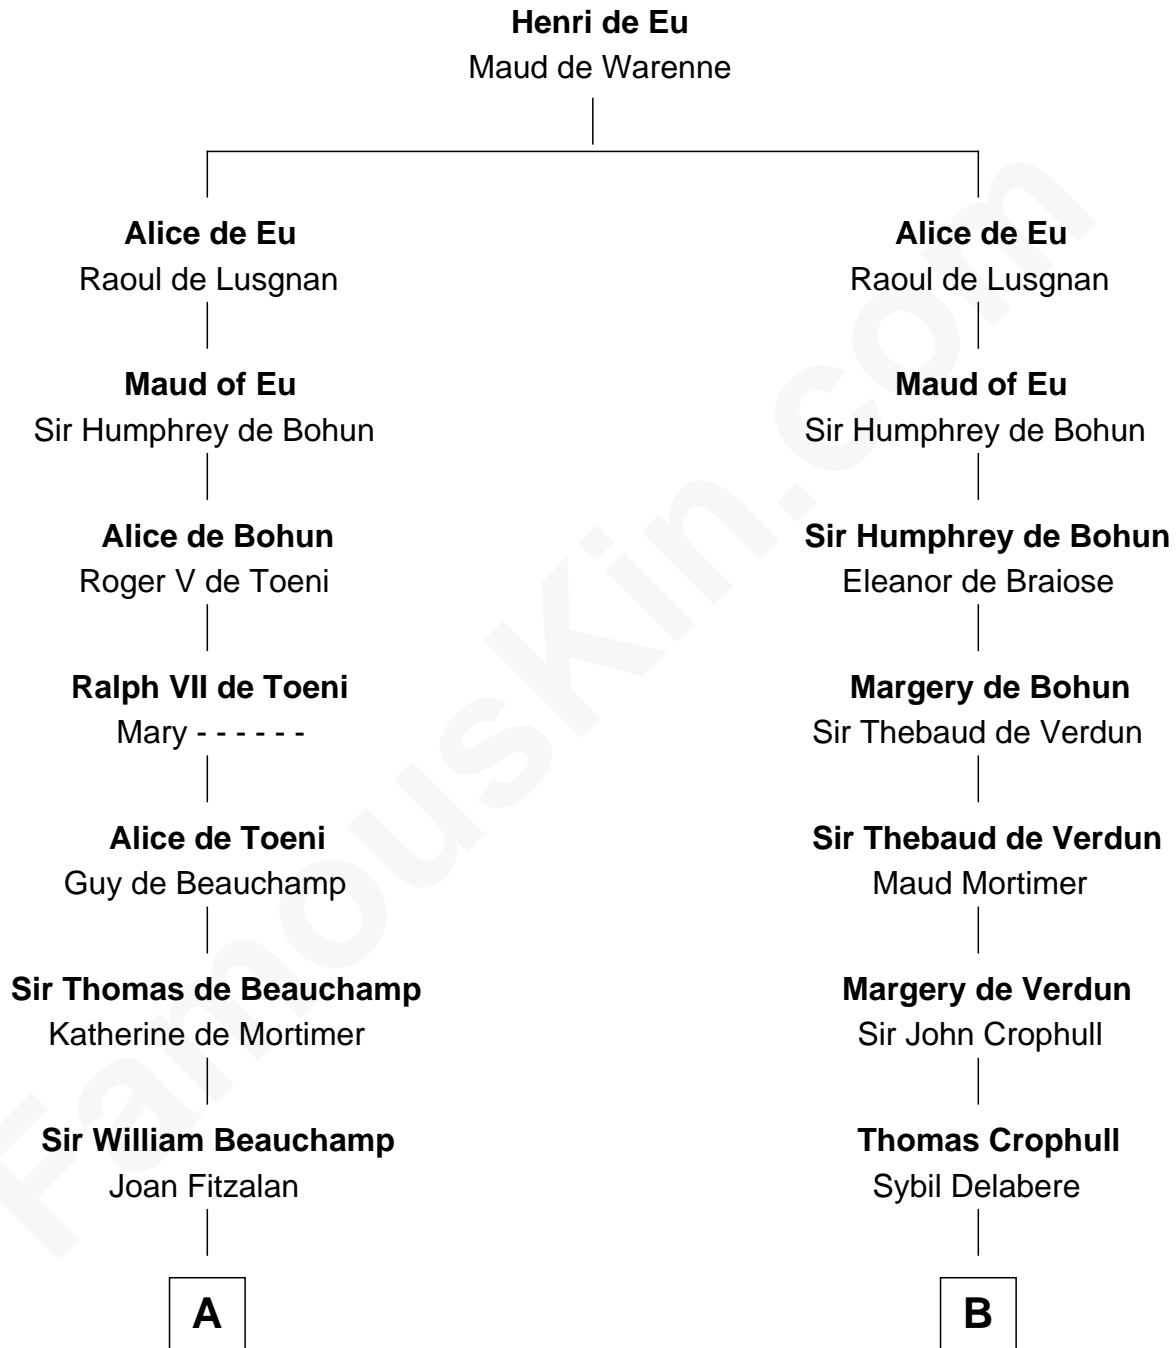 Henri de Eu
Maud de Warenne
Alice de Eu
Raoul de Lusgnan
Maud of Eu
Sir Humphrey de Bohun
Alice de Bohun
Roger V de Toeni
Ralph VII de Toeni
Mary - - - - - -
Alice de Toeni
Guy de Beauchamp
Sir Thomas de Beauchamp
Katherine de Mortimer
Sir William Beauchamp
Joan Fitzalan
A
Alice de Eu
Raoul de Lusgnan
Maud of Eu
Sir Humphrey de Bohun
Sir Humphrey de Bohun
Eleanor de Braiose
Margery de Bohun
Sir Thebaud de Verdun
Sir Thebaud de Verdun
Maud Mortimer
Margery de Verdun
Sir John Crophull
Thomas Crophull
Sybil Delabere
B
FamousKin.com